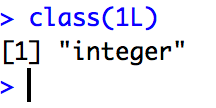 > class(1L)
[1] "integer"
>